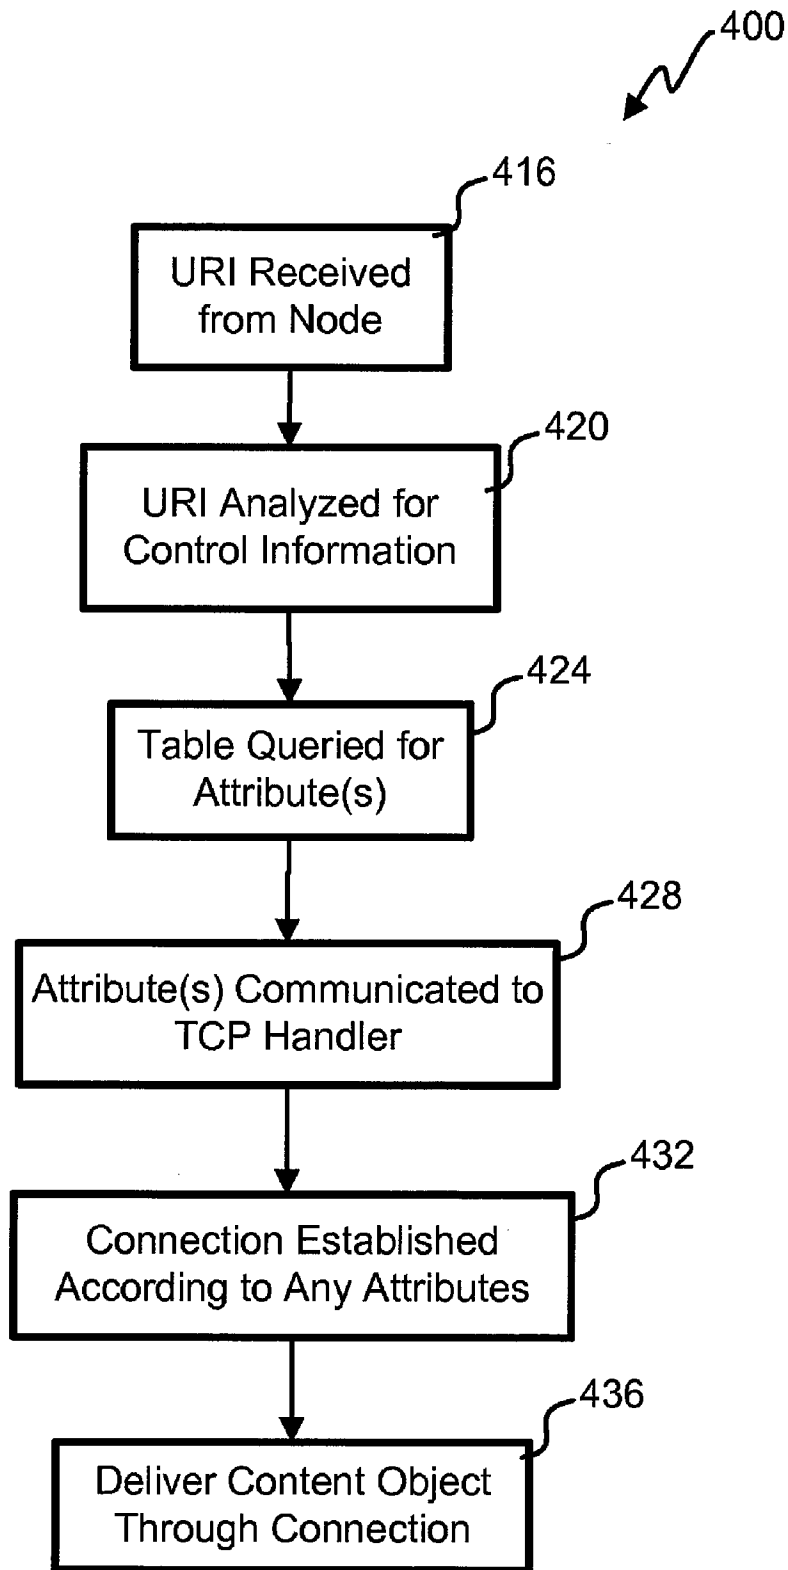 400
416
URI Received
from Node
420
URI Analyzed for
Control Information
424
Table Queried for
Attribute(s)
428
Attribute(s) Communicated to
TCP Handler
432
Connection Established
According to Any Attributes
436
Deliver Content Object
Through Connection